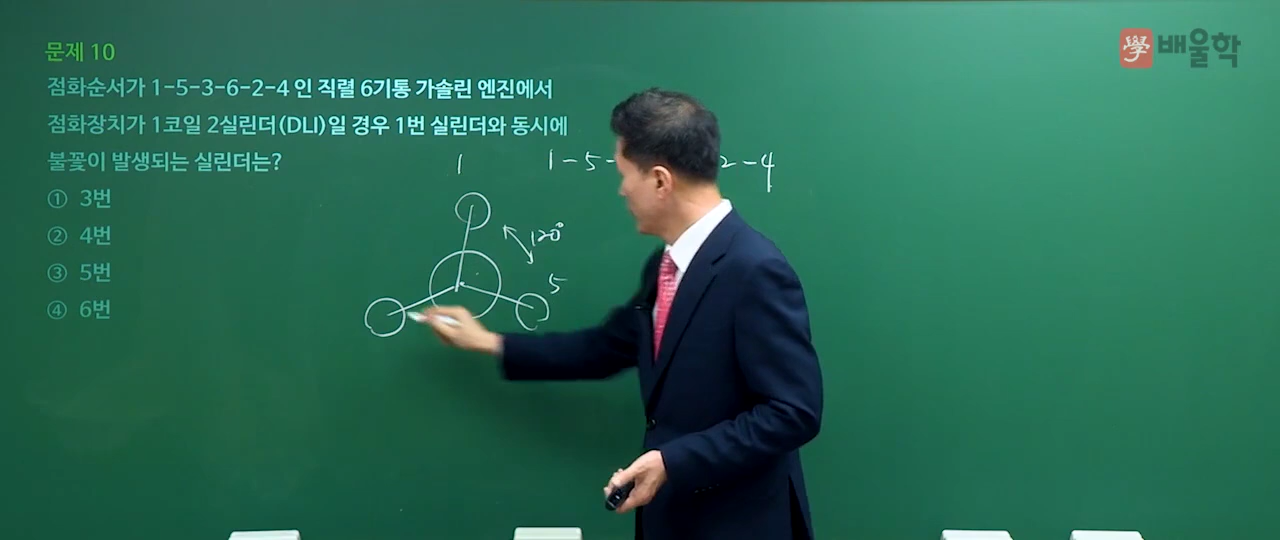 學 배울학
문제 10
점화순서가 1-5-3-6-2-4 인 직렬 6기통 가솔린 엔진에서
점화장치가 1코일 2실린더(DLI)일 경우 1번 실린더와 동시에
불꽃이 발생되는 실린더는?
① 3번
② 4번
③ 5번
④ 6번
1-5- 2-4
1
120°
5